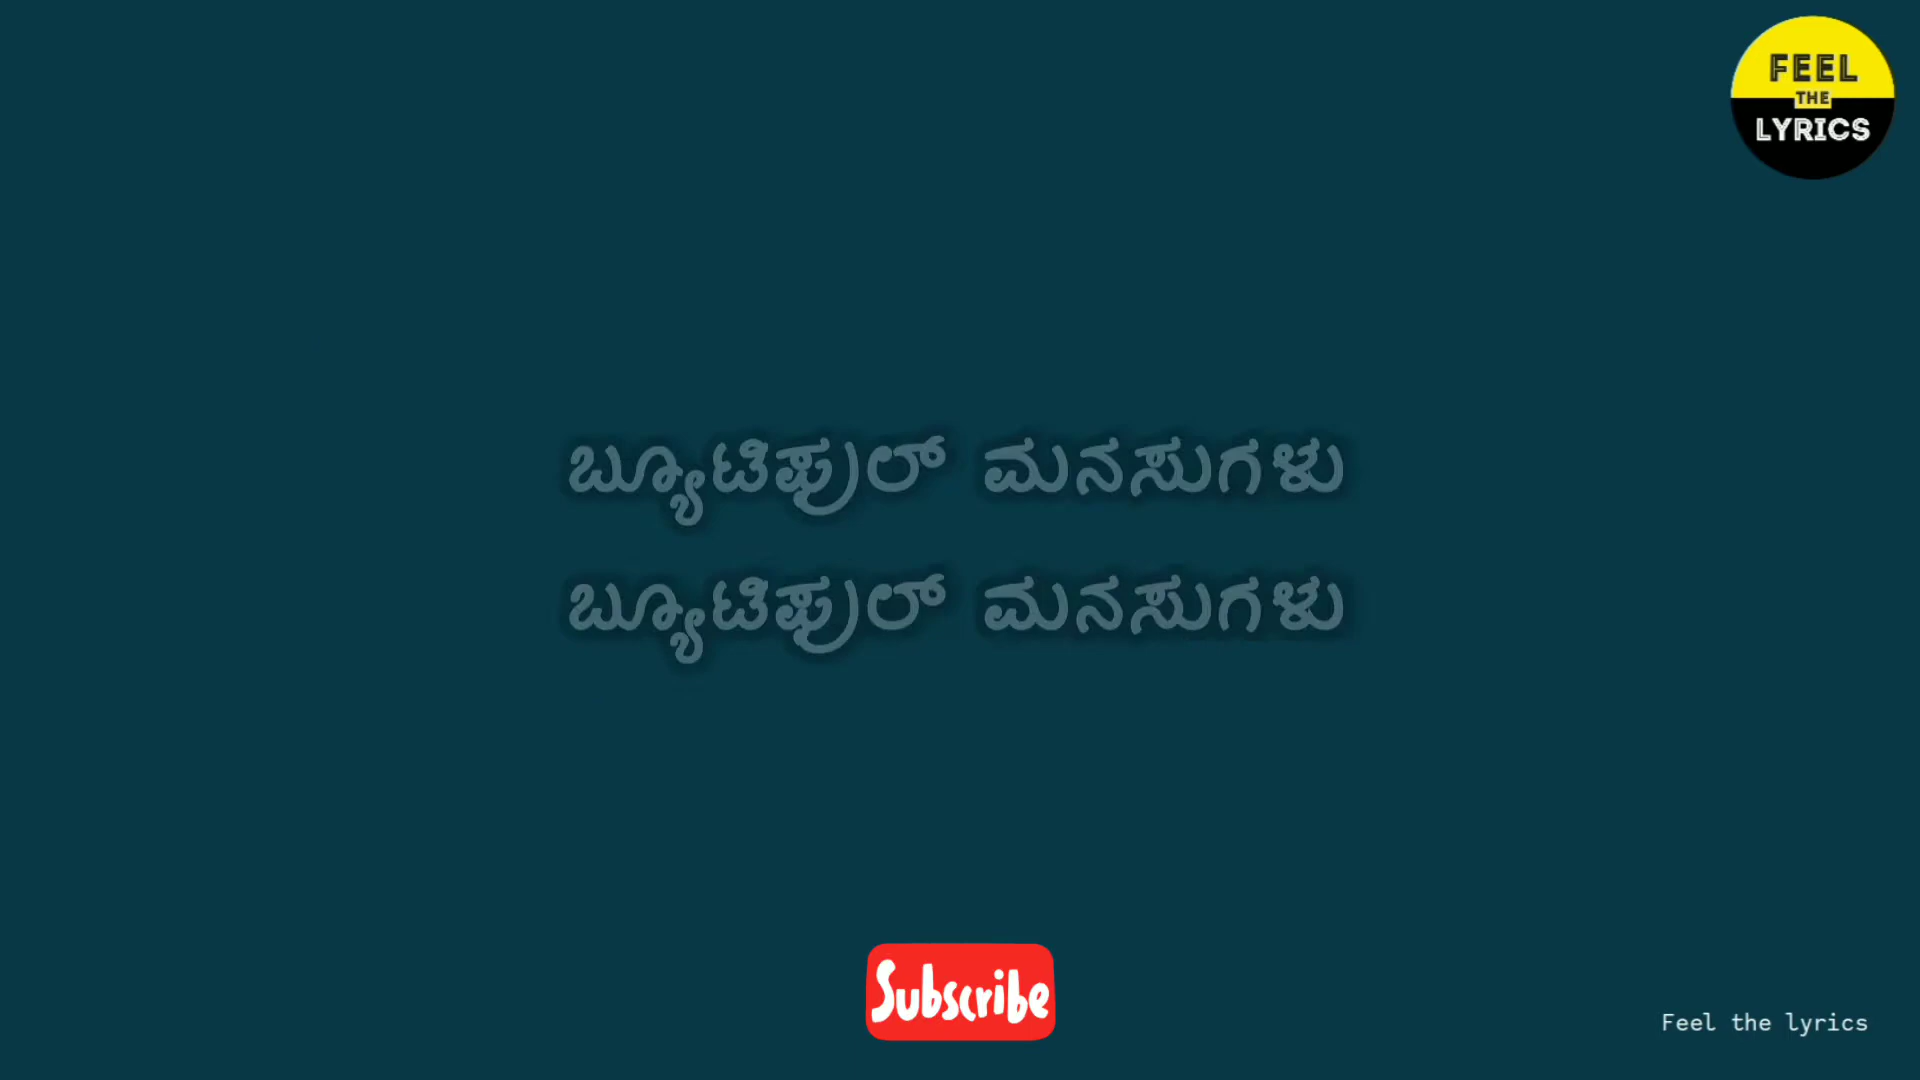 FEEL
THE
LYRICS
ಬ್ಯೂಟಿಫುಲ್ ಮನಸುಗಳು
ಬ್ಯೂಟಿಫುಲ್ ಮನಸುಗಳು
Subscribe
Feel the lyrics